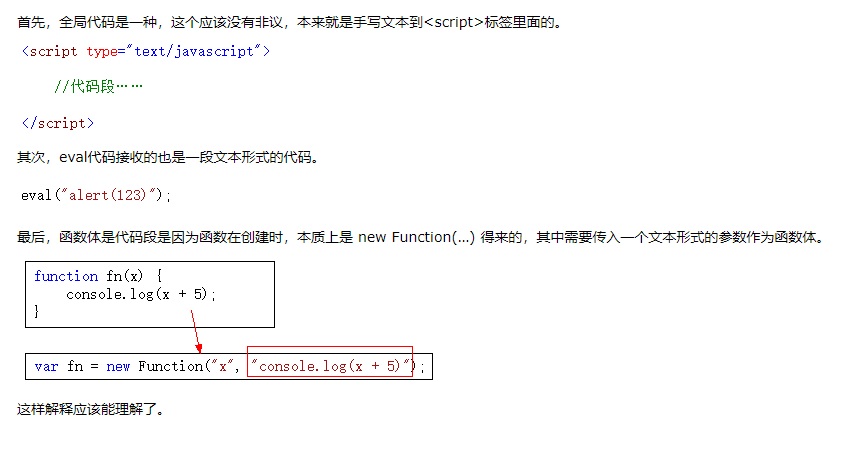 首先，全局代码是一种，这个应该没有非议，本来就是手写文本到<script>标签里面的。
<script type="text/javascript">
//代码段……
</script>
其次，eval代码接收的也是一段文本形式的代码。
eval("alert(123)");
最后，函数体是代码段是因为函数在创建时，本质上是 new Function(…) 得来的，其中需要传入一个文本形式的参数作为函数体。
function fn(x) {
    console.log(x + 5);
}
var fn = new Function("x", "console.log(x + 5)");
这样解释应该能理解了。